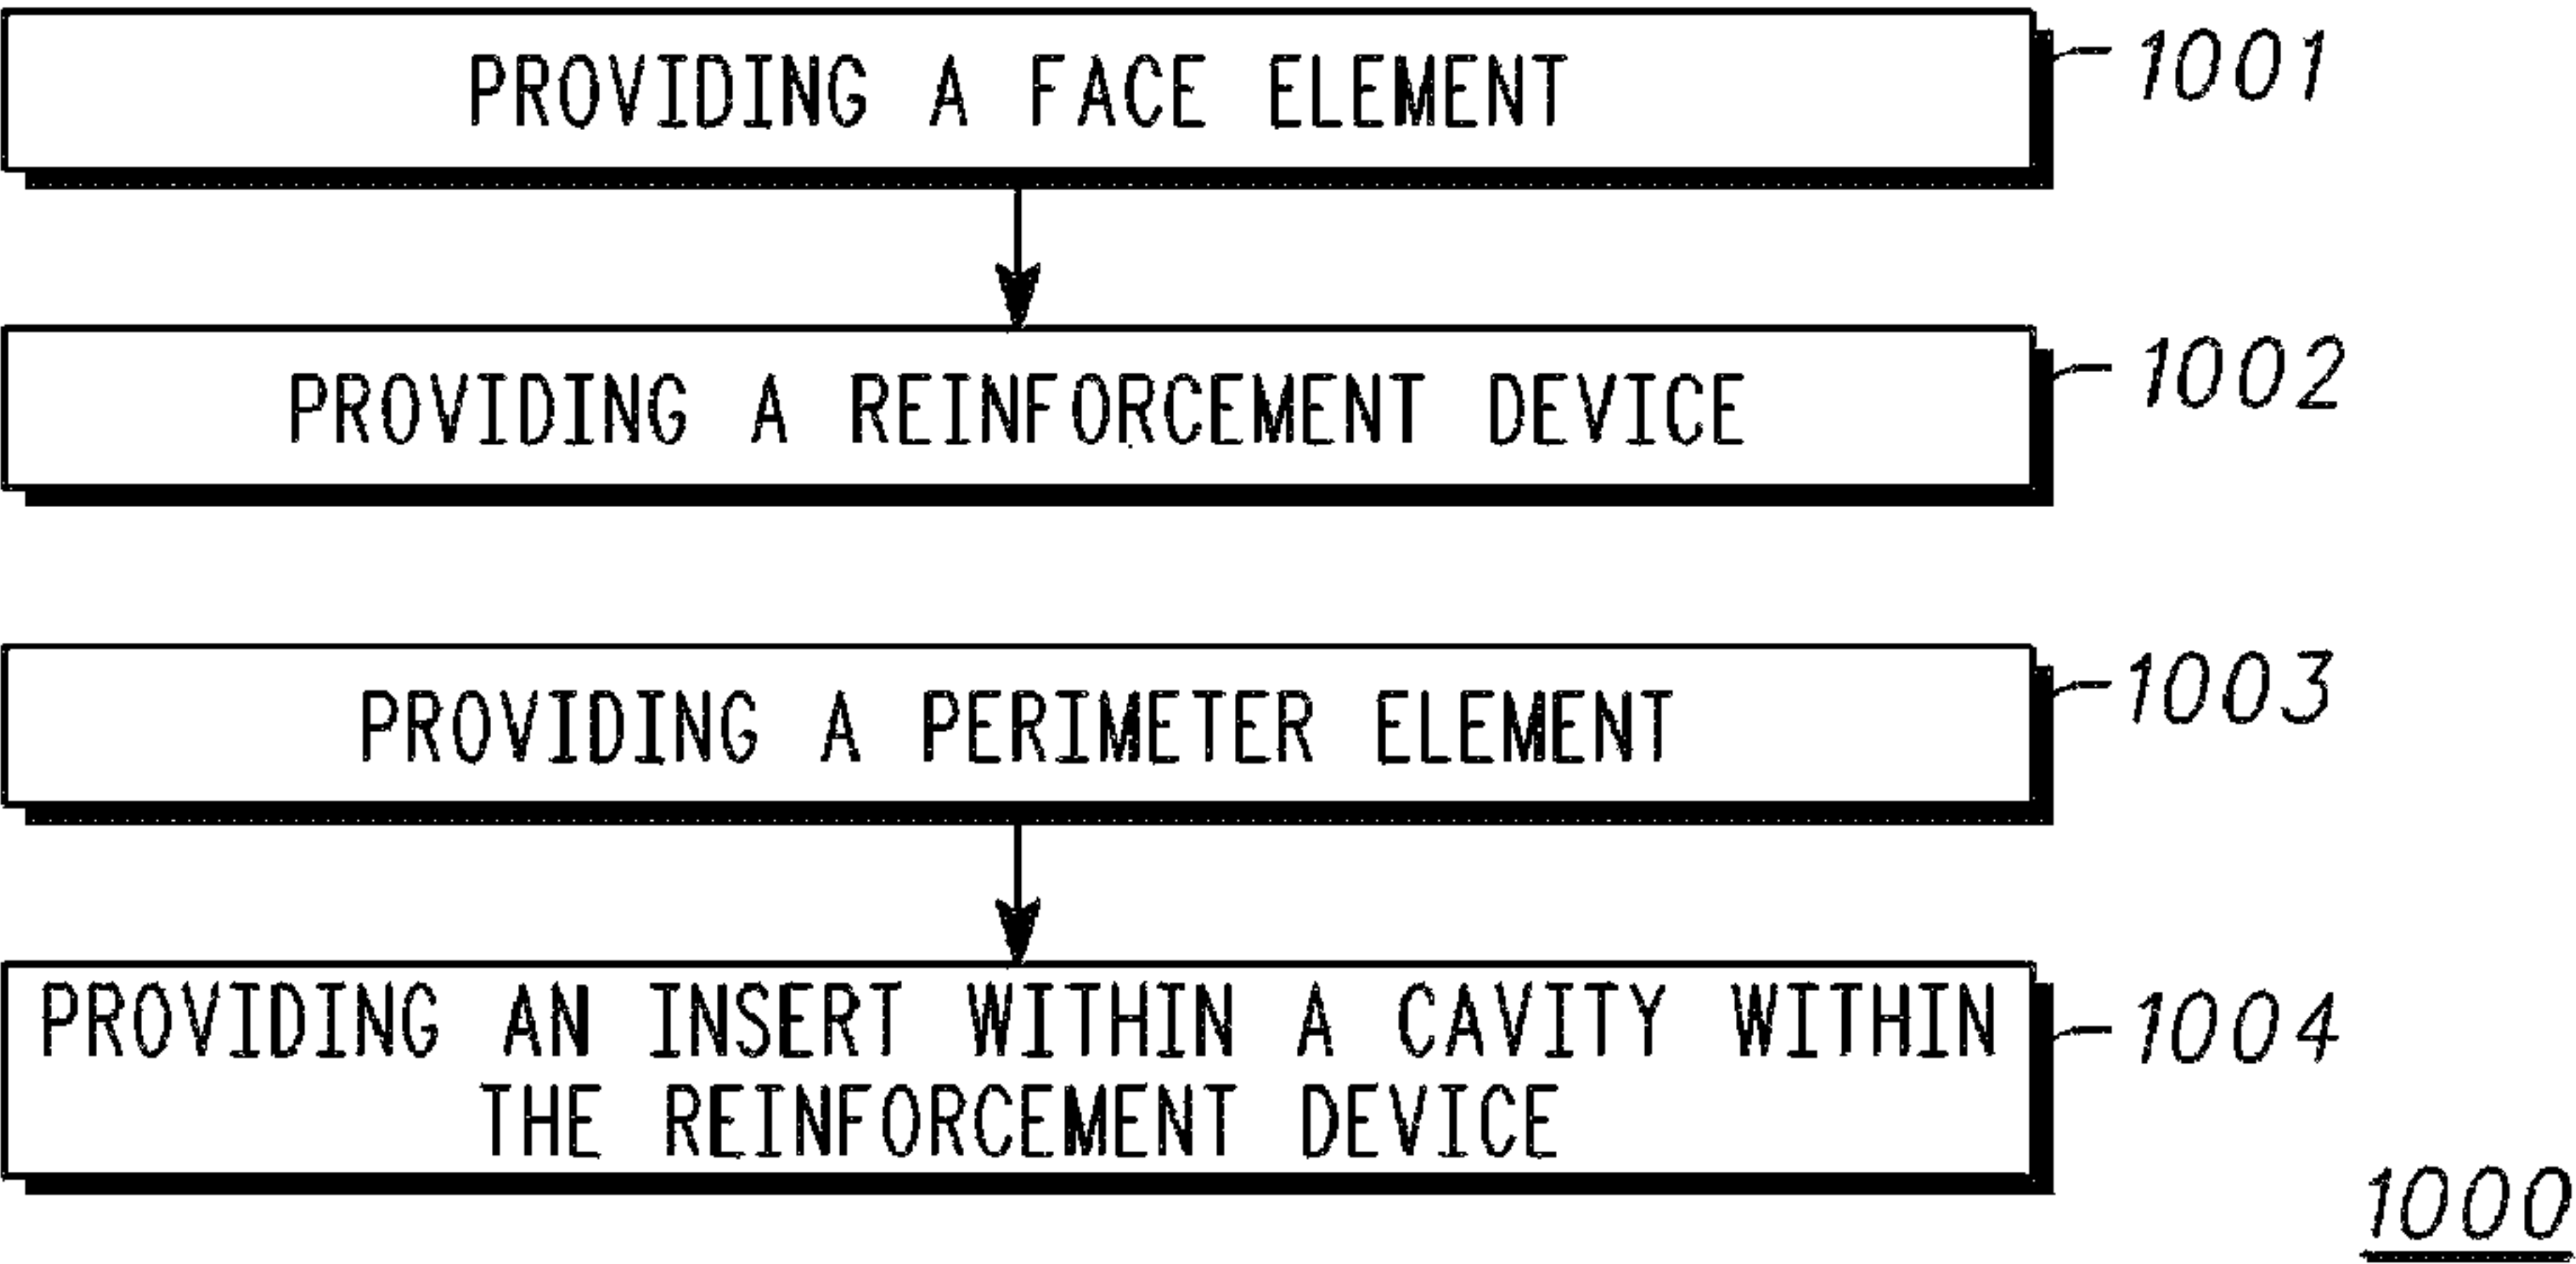 PROVIDING A FACE ELEMENT
1001
PROVIDING A REINFORCEMENT DEVICE
1002
PROVIDING A PERIMETER ELEMENT
1003
PROVIDING AN INSERT WITHIN A CAVITY WITHIN
THE REINFORCEMENT DEVICE
1004
1000